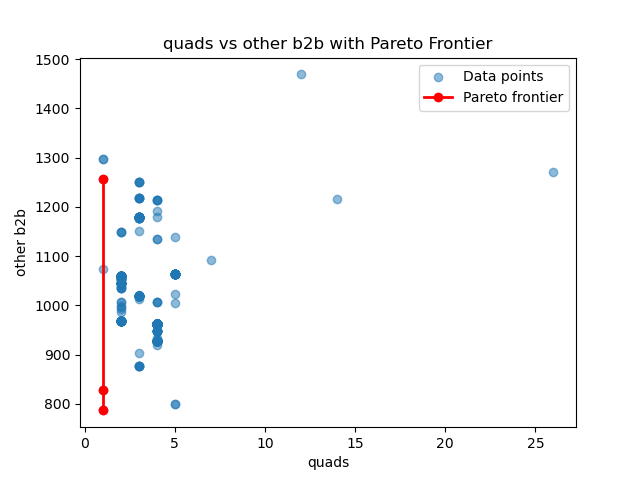 quads vs other b2b with Pareto Frontier
1500
1400
1300
1200
1100
1000
900
800
other b2b
Data points
Pareto frontier
0 5 10 15 20 25
quads